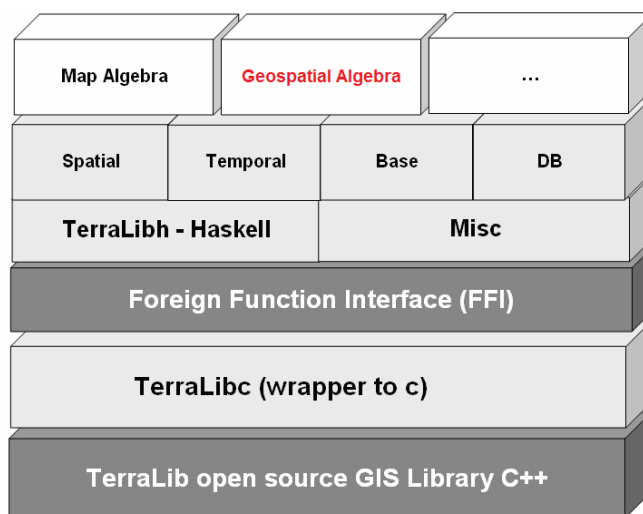 Map Algebra
Geospatial Algebra
...
Spatial
Temporal
Base
DB
TerraLibh - Haskell
Misc
Foreign Function Interface (FFI)
TerraLibc (wrapper to c)
TerraLib open source GIS Library C++